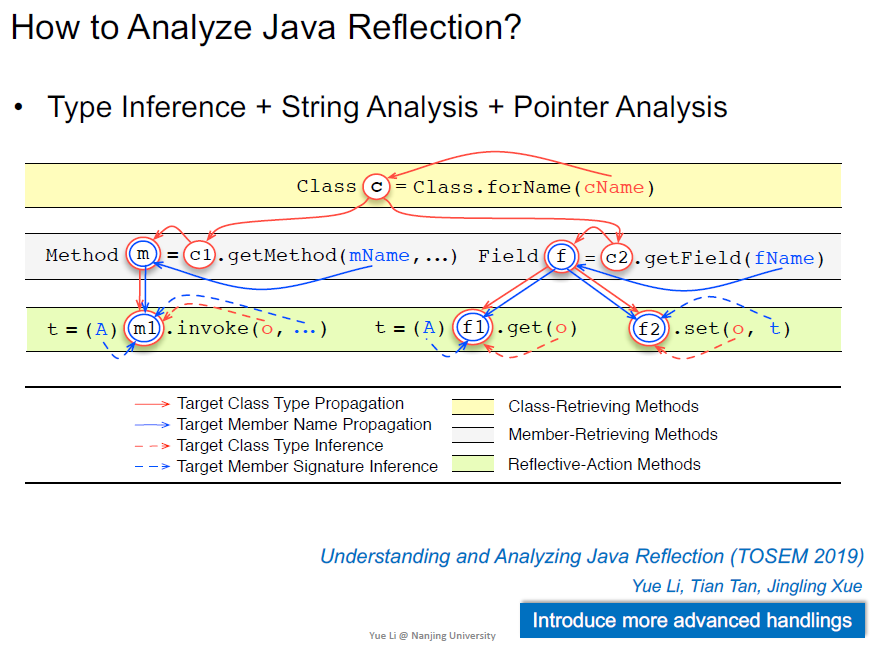 How to Analyze Java Reflection?
• Type Inference + String Analysis + Pointer Analysis
Class c = Class.forName(cName)
Method m = c1.getMethod(mName,…) Field f = c2.getField(fName)
t = (A) m1.invoke(o, …) t = (A) f1.get(o) f2.set(o, t)
Target Class Type Propagation
Target Member Name Propagation
Target Class Type Inference
Target Member Signature Inference
Class-Retrieving Methods
Member-Retrieving Methods
Reflective-Action Methods
Understanding and Analyzing Java Reflection (TOSEM 2019)
Yue Li, Tian Tan, Jingling Xue
Introduce more advanced handlings
Yue Li @ Nanjing University